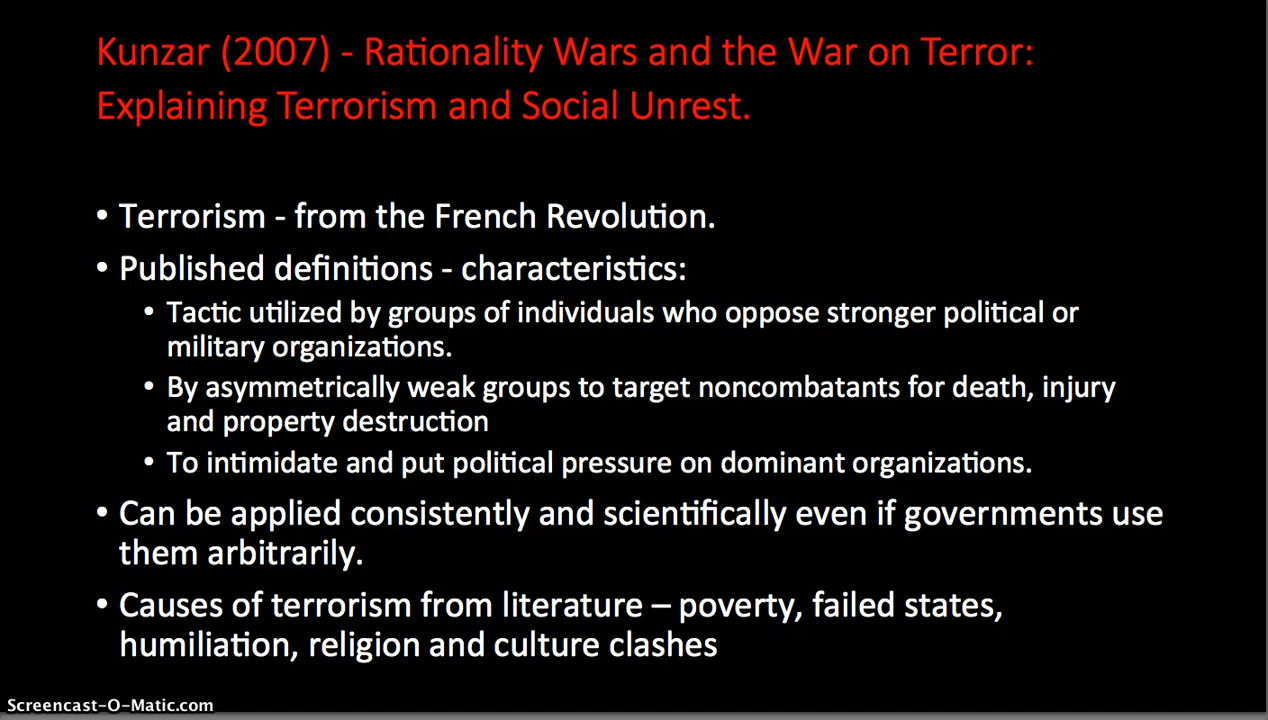 Kunzar (2007) - Rationality Wars and the War on Terror:
Explaining Terrorism and Social Unrest.
• Terrorism - from the French Revolution.
• Published definitions - characteristics:
• Tactic utilized by groups of individuals who oppose stronger political or
military organizations.
• By asymmetrically weak groups to target noncombatants for death, injury
and property destruction
• To intimidate and put political pressure on dominant organizations.
• Can be applied consistently and scientifically even if governments use
them arbitrarily.
• Causes of terrorism from literature – poverty, failed states,
humiliation, religion and culture clashes
Screencast-O-Matic.com